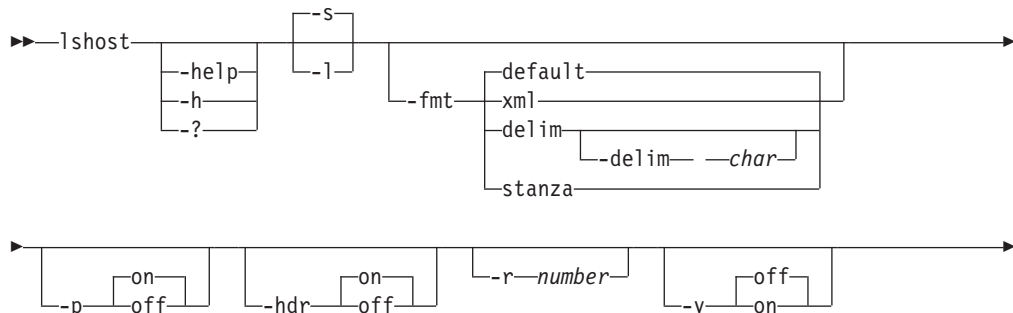 -s
lshost
-help
-l
default
-h
-fmt
xml
-?
delim
-delim char
stanza
on
on
off
-p off
-hdr off
-r number
-v on